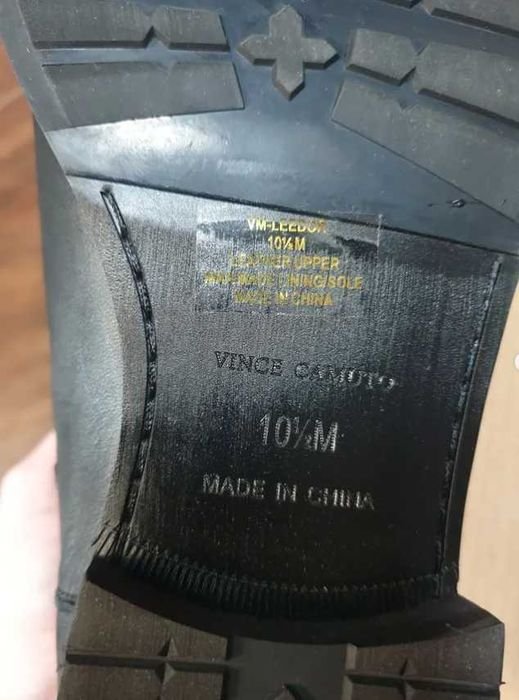 VM-LEEDOR
10½M
LEATHER UPPER
MAN-MADE LINING/SOLE
MADE IN CHINA
VINCE CAMUTO
10½M
MADE IN CHINA